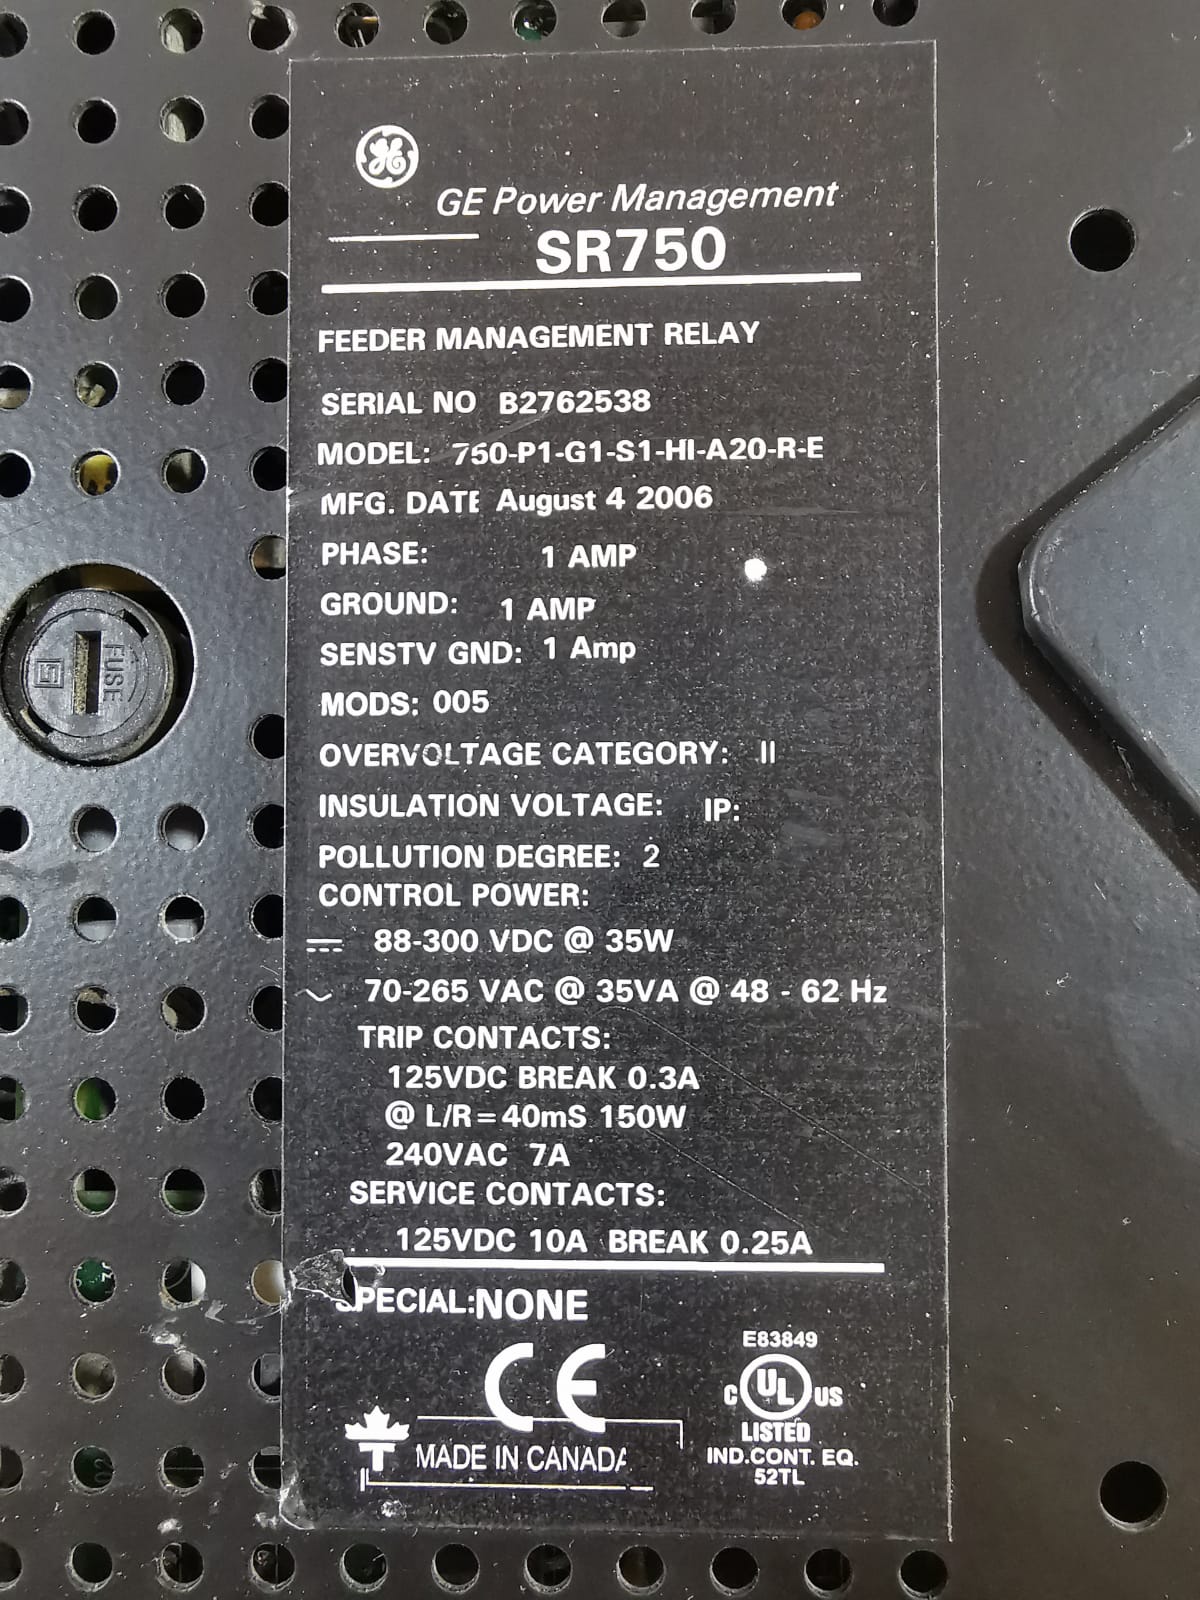 GE
GE Power Management
SR750
FEEDER MANAGEMENT RELAY
SERIAL NO B2762538
MODEL: 750-P1-G1-S1-HI-A20-R-E
MFG. DATE August 4 2006
PHASE: 1 AMP
GROUND: 1 AMP
SENSTV GND: 1 Amp
MODS: 005
OVERVOLTAGE CATEGORY: II
INSULATION VOLTAGE: IP:
POLLUTION DEGREE: 2
CONTROL POWER:
88-300 VDC @ 35W
70-265 VAC @ 35VA @ 48 - 62 Hz
TRIP CONTACTS:
125VDC BREAK 0.3A
@ L/R=40mS 150W
240VAC 7A
SERVICE CONTACTS:
125VDC 10A BREAK 0.25A
SPECIAL:NONE
CE
E83849
C UL US
LISTED
IND.CONT. EQ.
52TL
MADE IN CANADA
FUSE